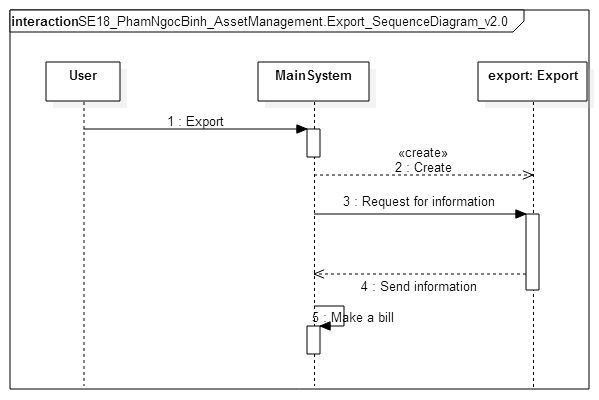 interactionSE18_PhamNgocBinh_AssetManagement.Export_SequenceDiagram_v2.0
User
MainSystem
export: Export
1 : Export
«create»
2 : Create
3 : Request for information
4 : Send information
5 : Make a bill